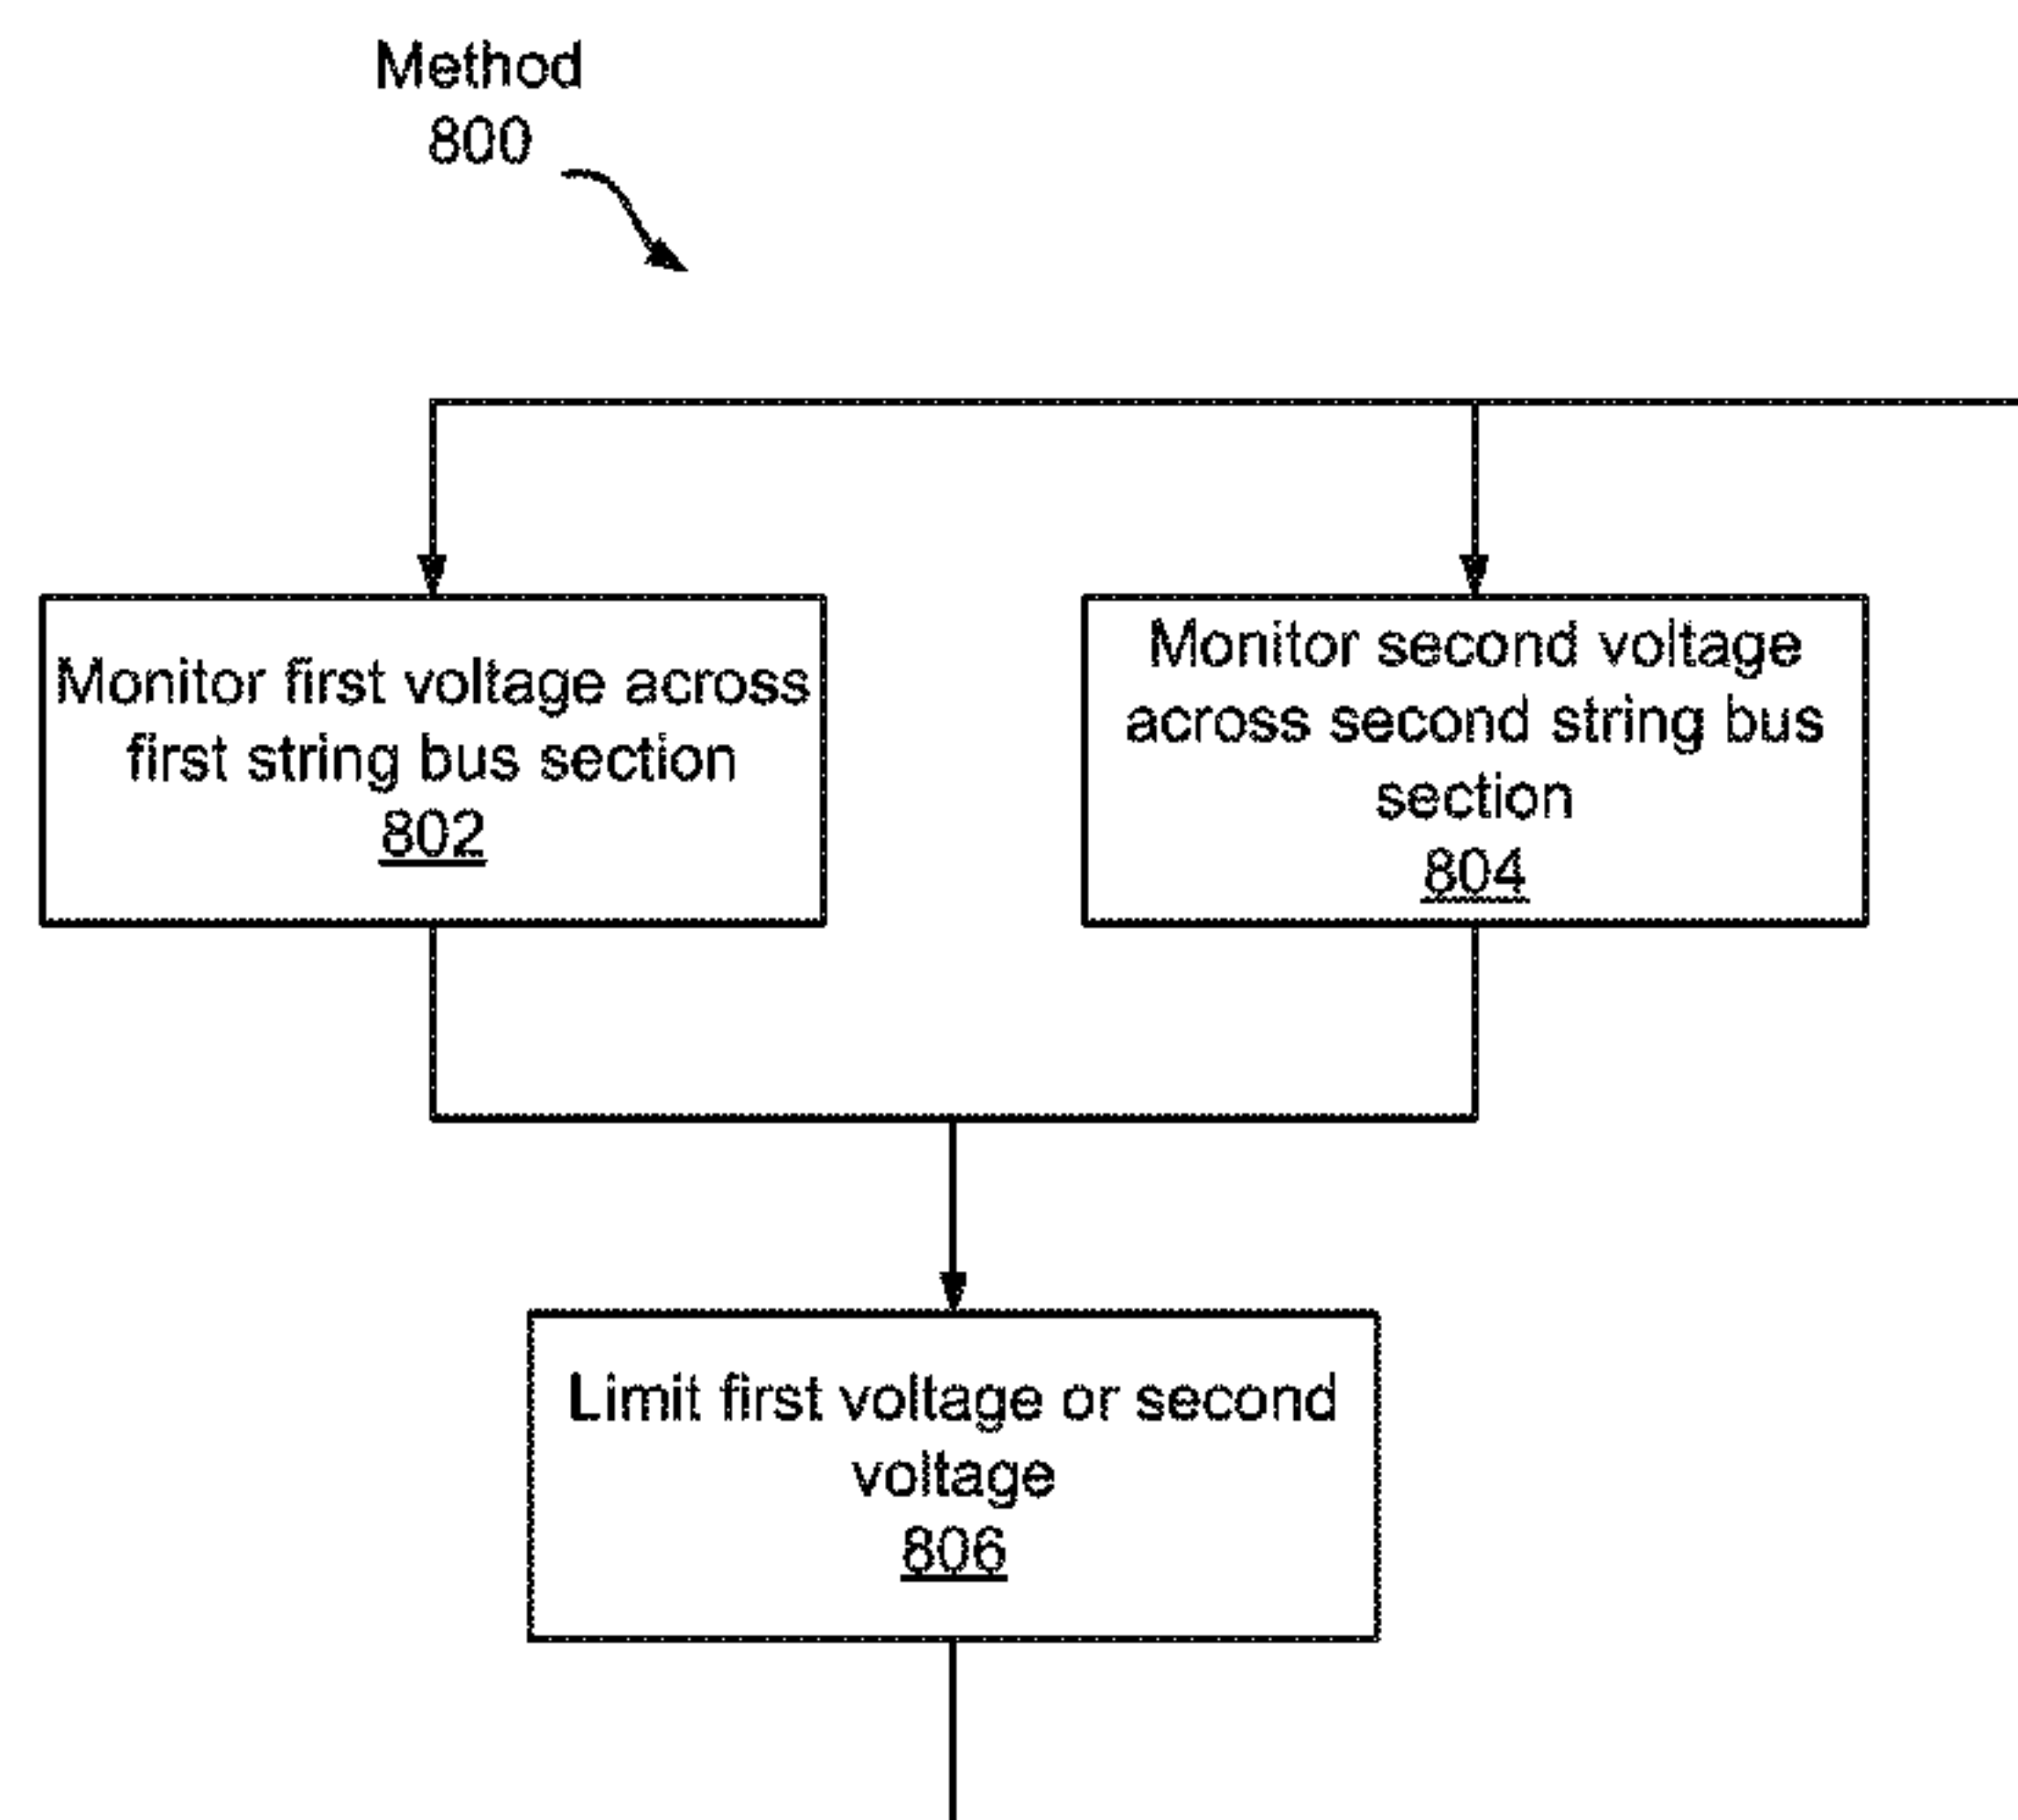 Method
800
Monitor first voltage across
first string bus section
802
Monitor second voltage
across second string bus
section
804
Limit first voltage or second
voltage
806